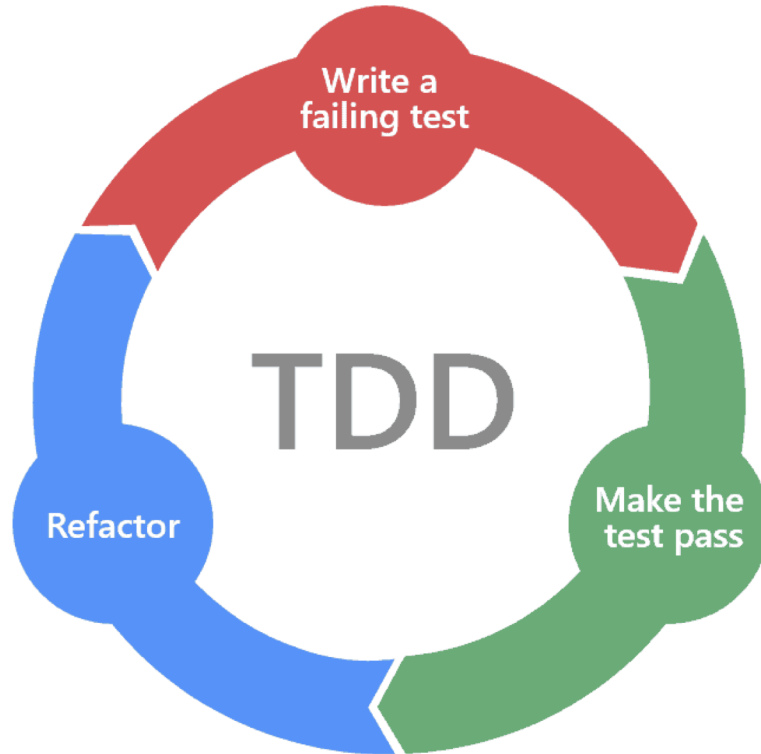 Write a
failing test
TDD
Make the
test pass
Refactor